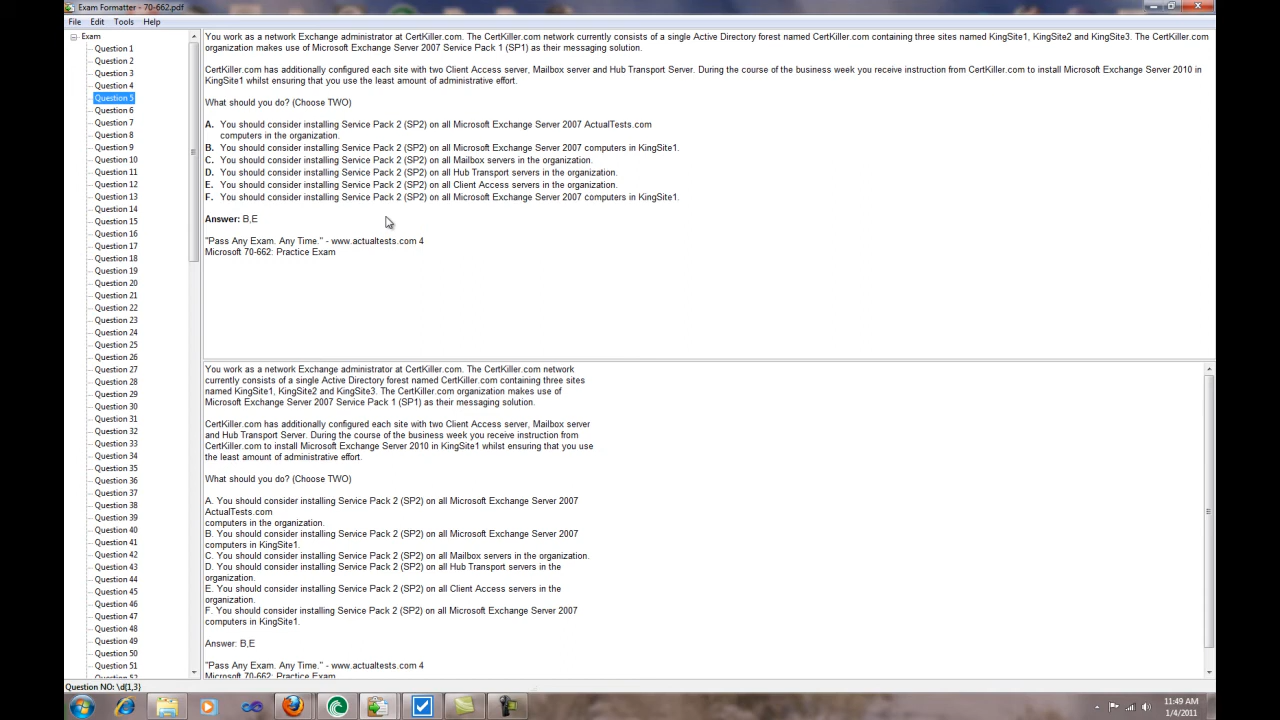 Exam Formatter - 70-662.pdf
File Edit Tools Help
Exam
Question 1
Question 2
Question 3
Question 4
Question 5
Question 6
Question 7
Question 8
Question 9
Question 10
Question 11
Question 12
Question 13
Question 14
Question 15
Question 16
Question 17
Question 18
Question 19
Question 20
Question 21
Question 22
Question 23
Question 24
Question 25
Question 26
Question 27
Question 28
Question 29
Question 30
Question 31
Question 32
Question 33
Question 34
Question 35
Question 36
Question 37
Question 38
Question 39
Question 40
Question 41
Question 42
Question 43
Question 44
Question 45
Question 46
Question 47
Question 48
Question 49
Question 50
Question 51
You work as a network Exchange administrator at CertKiller.com. The CertKiller.com network currently consists of a single Active Directory forest named CertKiller.com containing three sites named KingSite1, KingSite2 and KingSite3. The CertKiller.com
organization makes use of Microsoft Exchange Server 2007 Service Pack 1 (SP1) as their messaging solution.
CertKiller.com has additionally configured each site with two Client Access server, Mailbox server and Hub Transport Server. During the course of the business week you receive instruction from CertKiller.com to install Microsoft Exchange Server 2010 in
KingSite1 whilst ensuring that you use the least amount of administrative effort.
What should you do? (Choose TWO)
A. You should consider installing Service Pack 2 (SP2) on all Microsoft Exchange Server 2007 ActualTests.com
computers in the organization.
B. You should consider installing Service Pack 2 (SP2) on all Microsoft Exchange Server 2007 computers in KingSite1.
C. You should consider installing Service Pack 2 (SP2) on all Mailbox servers in the organization.
D. You should consider installing Service Pack 2 (SP2) on all Hub Transport servers in the organization.
E. You should consider installing Service Pack 2 (SP2) on all Client Access servers in the organization.
F. You should consider installing Service Pack 2 (SP2) on all Microsoft Exchange Server 2007 computers in KingSite1.
Answer: B,E
"Pass Any Exam. Any Time." - www.actualtests.com 4
Microsoft 70-662: Practice Exam
You work as a network Exchange administrator at CertKiller.com. The CertKiller.com network
currently consists of a single Active Directory forest named CertKiller.com containing three sites
named KingSite1, KingSite2 and KingSite3. The CertKiller.com organization makes use of
Microsoft Exchange Server 2007 Service Pack 1 (SP1) as their messaging solution.
CertKiller.com has additionally configured each site with two Client Access server, Mailbox server
and Hub Transport Server. During the course of the business week you receive instruction from
CertKiller.com to install Microsoft Exchange Server 2010 in KingSite1 whilst ensuring that you use
the least amount of administrative effort.
What should you do? (Choose TWO)
A. You should consider installing Service Pack 2 (SP2) on all Microsoft Exchange Server 2007
ActualTests.com
computers in the organization.
B. You should consider installing Service Pack 2 (SP2) on all Microsoft Exchange Server 2007
computers in KingSite1.
C. You should consider installing Service Pack 2 (SP2) on all Mailbox servers in the organization.
D. You should consider installing Service Pack 2 (SP2) on all Hub Transport servers in the
organization.
E. You should consider installing Service Pack 2 (SP2) on all Client Access servers in the
organization.
F. You should consider installing Service Pack 2 (SP2) on all Microsoft Exchange Server 2007
computers in KingSite1.
Answer: B,E
"Pass Any Exam. Any Time." - www.actualtests.com 4
Microsoft 70-662: Practice Exam
Question NO: \d{1,3}
11:49 AM
1/4/2011